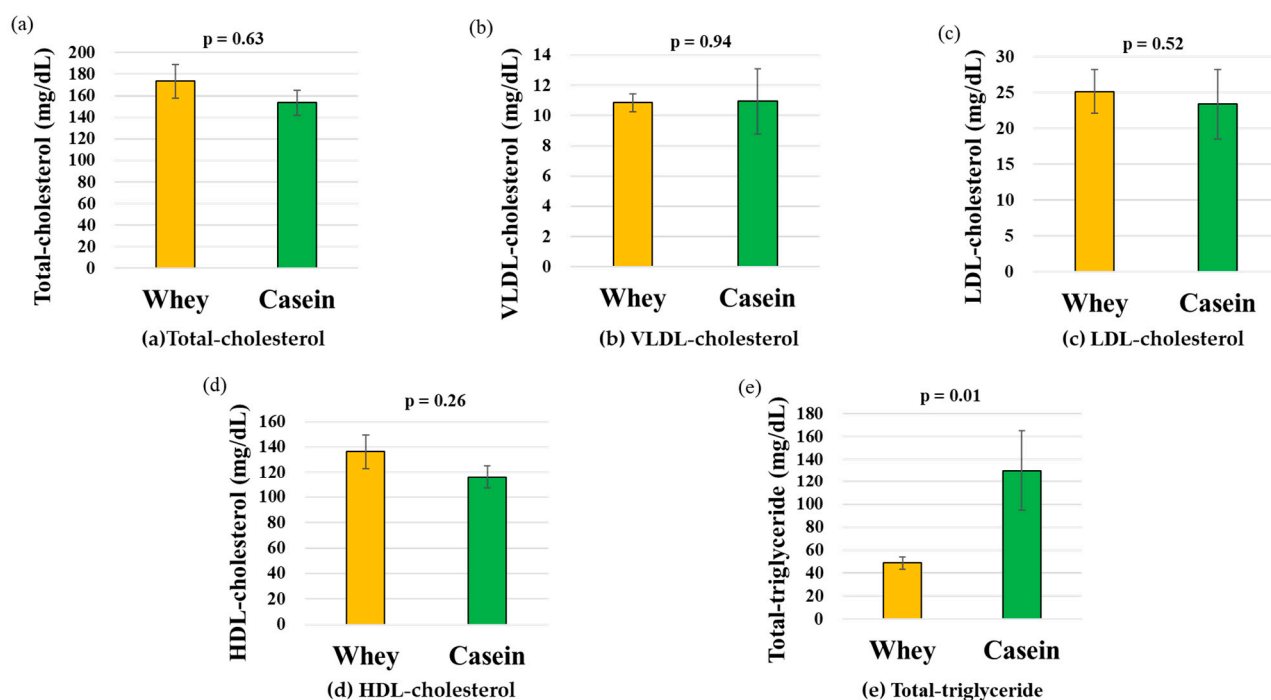 (a)
p = 0.63
Total-cholesterol (mg/dL)
200
180
160
140
120
100
80
60
40
20
0
Whey Casein
(a)Total-cholesterol
(b)
p = 0.94
VLDL-cholesterol (mg/dL)
14
12
10
8
6
4
2
0
Whey Casein
(b) VLDL-cholesterol
(c)
p = 0.52
LDL-cholesterol (mg/dL)
30
25
20
15
10
5
0
Whey Casein
(c) LDL-cholesterol
(d)
p = 0.26
HDL-cholesterol (mg/dL)
160
140
120
100
80
60
40
20
0
Whey Casein
(d) HDL-cholesterol
(e)
p = 0.01
Total-triglyceride (mg/dL)
180
160
140
120
100
80
60
40
20
0
Whey Casein
(e) Total-triglyceride